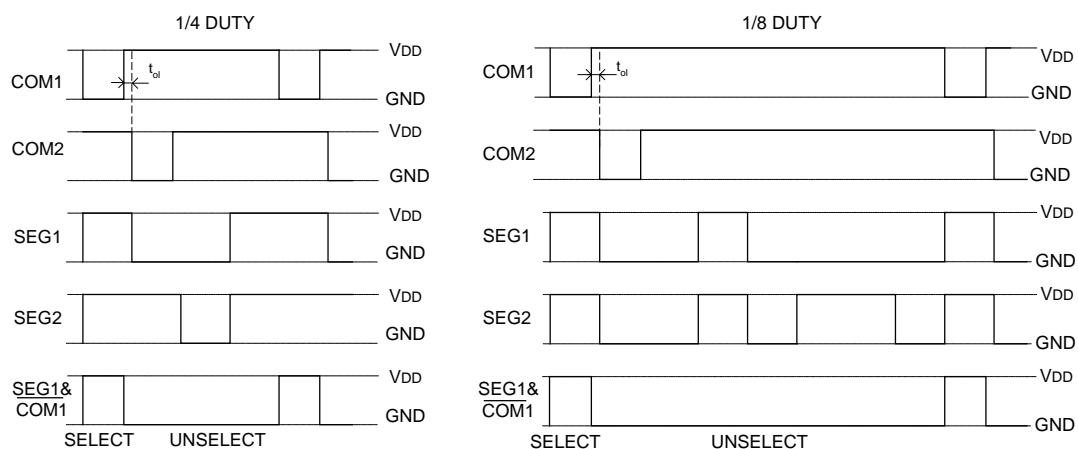 1/4 DUTY
COM1
t_ol
VDD
GND
COM2
VDD
GND
SEG1
VDD
GND
SEG2
VDD
GND
SEG1&
COM1
VDD
GND
SELECT UNSELECT
1/8 DUTY
COM1
t_ol
VDD
GND
COM2
VDD
GND
SEG1
VDD
GND
SEG2
VDD
GND
SEG1&
COM1
VDD
GND
SELECT UNSELECT